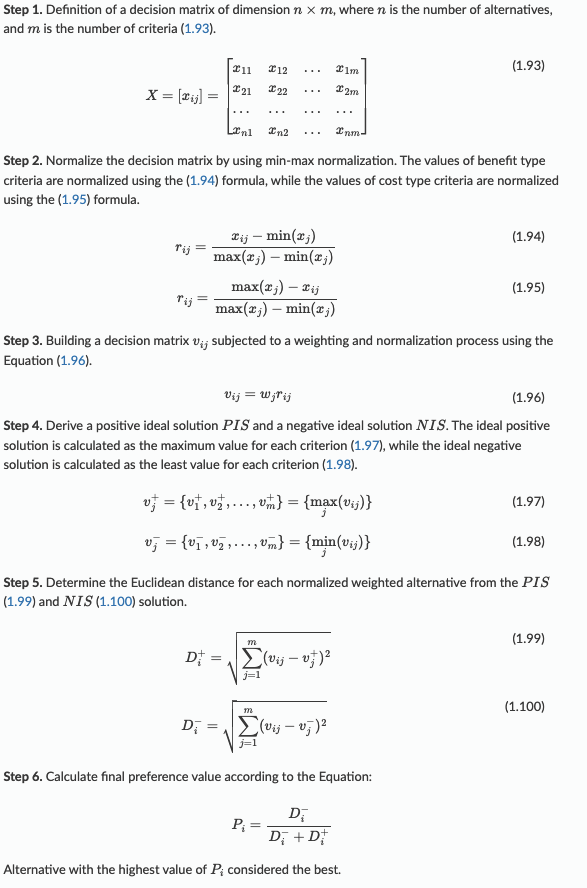 Step 1. Definition of a decision matrix of dimension n × m, where n is the number of alternatives,
and m is the number of criteria (1.93).
X = [x_{ij}] = \begin{bmatrix} x_{11} & x_{12} & \dots & x_{1m} \\ x_{21} & x_{22} & \dots & x_{2m} \\ \dots & \dots & \dots & \dots \\ x_{n1} & x_{n2} & \dots & x_{nm} \end{bmatrix} (1.93)
Step 2. Normalize the decision matrix by using min-max normalization. The values of benefit type
criteria are normalized using the (1.94) formula, while the values of cost type criteria are normalized
using the (1.95) formula.
r_{ij} = \frac{x_{ij} - \min(x_j)}{\max(x_j) - \min(x_j)} (1.94)
r_{ij} = \frac{\max(x_j) - x_{ij}}{\max(x_j) - \min(x_j)} (1.95)
Step 3. Building a decision matrix v_{ij} subjected to a weighting and normalization process using the
Equation (1.96).
v_{ij} = w_j r_{ij} (1.96)
Step 4. Derive a positive ideal solution PIS and a negative ideal solution NIS. The ideal positive
solution is calculated as the maximum value for each criterion (1.97), while the ideal negative
solution is calculated as the least value for each criterion (1.98).
v_j^+ = \{v_1^+, v_2^+, \dots, v_m^+\} = \{\max_j(v_{ij})\} (1.97)
v_j^- = \{v_1^-, v_2^-, \dots, v_m^-\} = \{\min_j(v_{ij})\} (1.98)
Step 5. Determine the Euclidean distance for each normalized weighted alternative from the PIS
(1.99) and NIS (1.100) solution.
D_i^+ = \sqrt{\sum_{j=1}^{m}(v_{ij} - v_j^+)^2} (1.99)
D_i^- = \sqrt{\sum_{j=1}^{m}(v_{ij} - v_j^-)^2} (1.100)
Step 6. Calculate final preference value according to the Equation:
P_i = \frac{D_i^-}{D_i^- + D_i^+}
Alternative with the highest value of P_i considered the best.